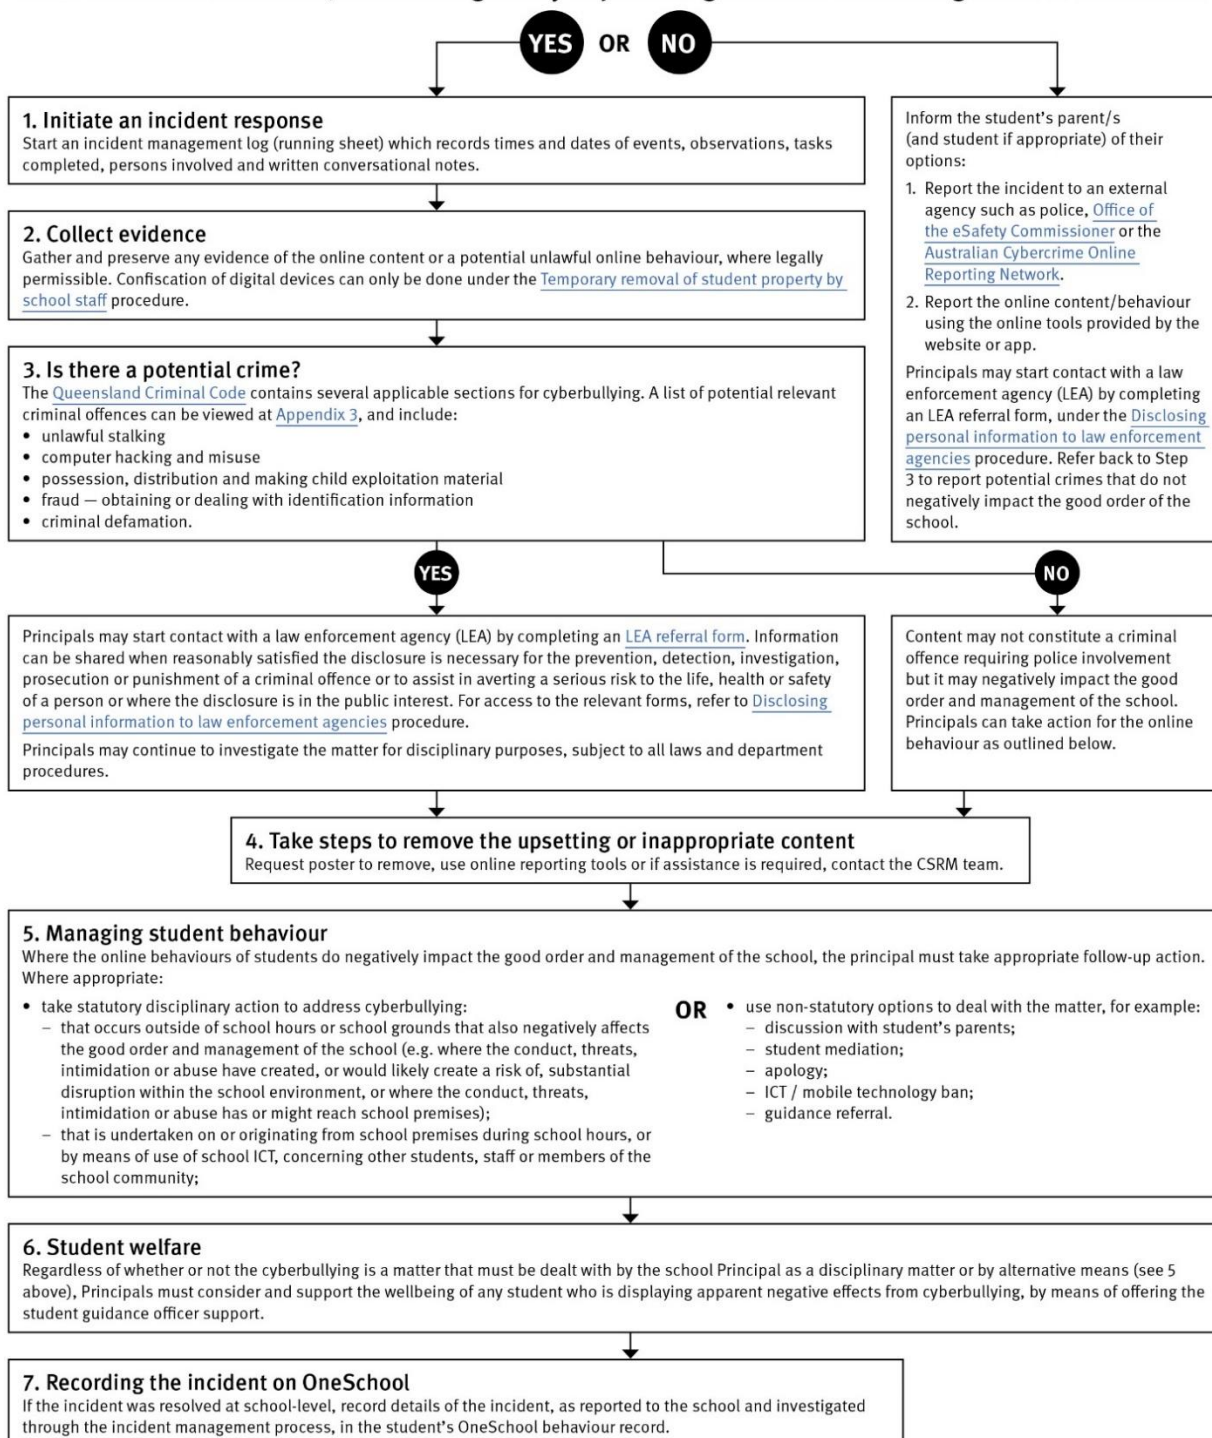 YES OR NO
1. Initiate an incident response
Start an incident management log (running sheet) which records times and dates of events, observations, tasks
completed, persons involved and written conversational notes.
2. Collect evidence
Gather and preserve any evidence of the online content or a potential unlawful online behaviour, where legally
permissible. Confiscation of digital devices can only be done under the Temporary removal of student property by
school staff procedure.
3. Is there a potential crime?
The Queensland Criminal Code contains several applicable sections for cyberbullying. A list of potential relevant
criminal offences can be viewed at Appendix 3, and include:
• unlawful stalking
• computer hacking and misuse
• possession, distribution and making child exploitation material
• fraud — obtaining or dealing with identification information
• criminal defamation.
Inform the student's parent/s
(and student if appropriate) of their
options:
1. Report the incident to an external
agency such as police, Office of
the eSafety Commissioner or the
Australian Cybercrime Online
Reporting Network.
2. Report the online content/behaviour
using the online tools provided by the
website or app.
Principals may start contact with a law
enforcement agency (LEA) by completing
an LEA referral form, under the Disclosing
personal information to law enforcement
agencies procedure. Refer back to Step
3 to report potential crimes that do not
negatively impact the good order of the
school.
YES
NO
Principals may start contact with a law enforcement agency (LEA) by completing an LEA referral form. Information
can be shared when reasonably satisfied the disclosure is necessary for the prevention, detection, investigation,
prosecution or punishment of a criminal offence or to assist in averting a serious risk to the life, health or safety
of a person or where the disclosure is in the public interest. For access to the relevant forms, refer to Disclosing
personal information to law enforcement agencies procedure.
Principals may continue to investigate the matter for disciplinary purposes, subject to all laws and department
procedures.
Content may not constitute a criminal
offence requiring police involvement
but it may negatively impact the good
order and management of the school.
Principals can take action for the online
behaviour as outlined below.
4. Take steps to remove the upsetting or inappropriate content
Request poster to remove, use online reporting tools or if assistance is required, contact the CSRM team.
5. Managing student behaviour
Where the online behaviours of students do negatively impact the good order and management of the school, the principal must take appropriate follow-up action.
Where appropriate:
• take statutory disciplinary action to address cyberbullying:
– that occurs outside of school hours or school grounds that also negatively affects
the good order and management of the school (e.g. where the conduct, threats,
intimidation or abuse have created, or would likely create a risk of, substantial
disruption within the school environment, or where the conduct, threats,
intimidation or abuse has or might reach school premises);
– that is undertaken on or originating from school premises during school hours, or
by means of use of school ICT, concerning other students, staff or members of the
school community;
OR
• use non-statutory options to deal with the matter, for example:
– discussion with student's parents;
– student mediation;
– apology;
– ICT / mobile technology ban;
– guidance referral.
6. Student welfare
Regardless of whether or not the cyberbullying is a matter that must be dealt with by the school Principal as a disciplinary matter or by alternative means (see 5
above), Principals must consider and support the wellbeing of any student who is displaying apparent negative effects from cyberbullying, by means of offering the
student guidance officer support.
7. Recording the incident on OneSchool
If the incident was resolved at school-level, record details of the incident, as reported to the school and investigated
through the incident management process, in the student's OneSchool behaviour record.